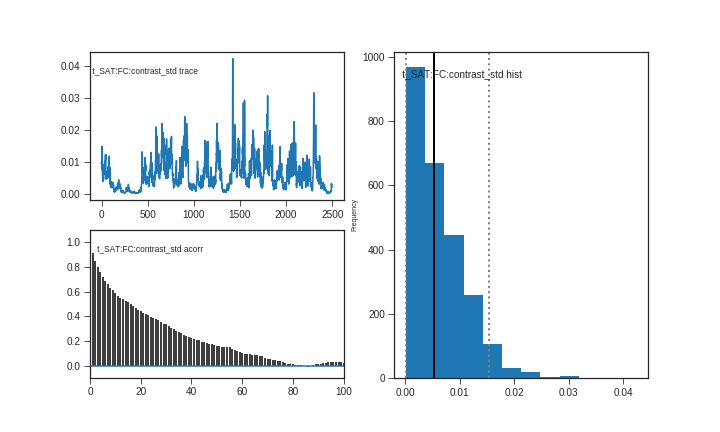 t_SAT:FC:contrast_std trace
0.04
0.03
0.02
0.01
0.00
0 500 1000 1500 2000 2500
t_SAT:FC:contrast_std acorr
1.0
0.8
0.6
0.4
0.2
0.0
0 20 40 60 80 100
t_SAT:FC:contrast_std hist
Frequency
1000
800
600
400
200
0
0.00 0.01 0.02 0.03 0.04